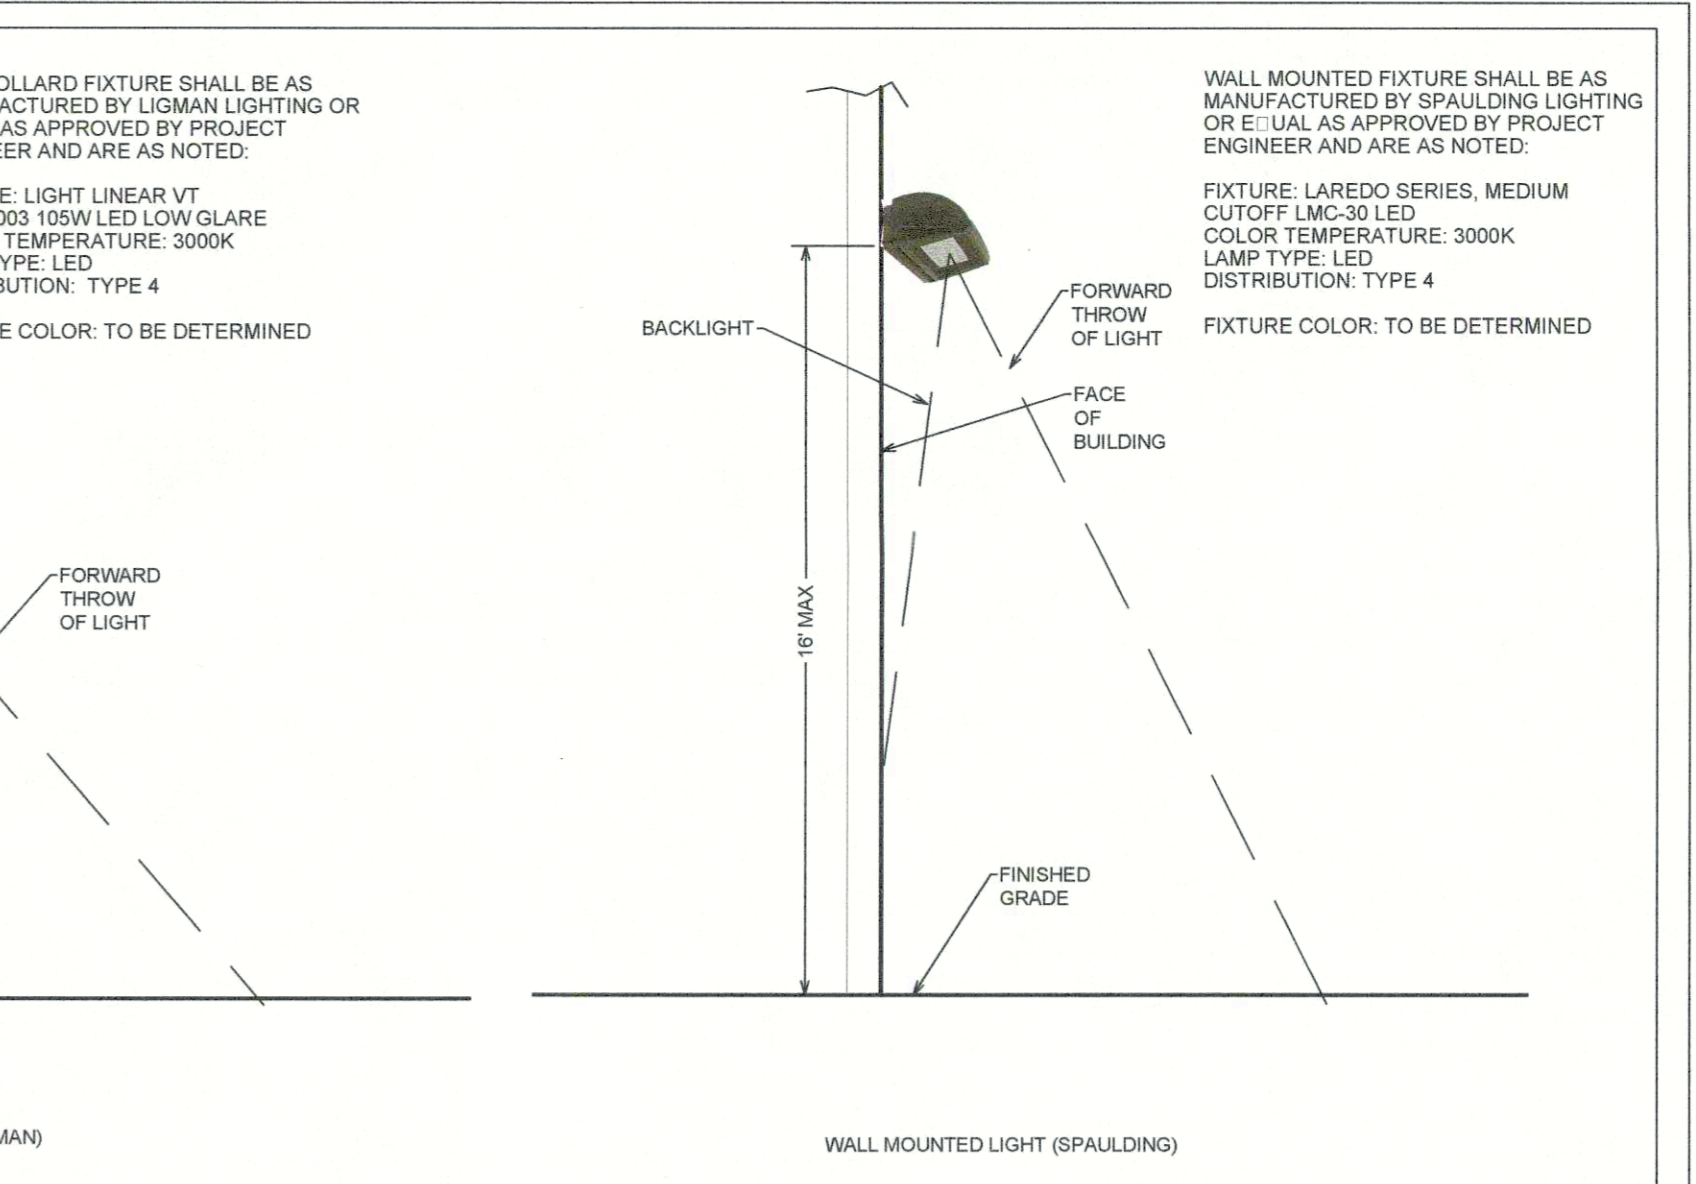 OLLARD FIXTURE SHALL BE AS
ACTURED BY LIGMAN LIGHTING OR
AS APPROVED BY PROJECT
EER AND ARE AS NOTED:
E: LIGHT LINEAR VT
003 105W LED LOW GLARE
TEMPERATURE: 3000K
YPE: LED
BUTION: TYPE 4
E COLOR: TO BE DETERMINED
FORWARD
THROW
OF LIGHT
MAN)
WALL MOUNTED FIXTURE SHALL BE AS
MANUFACTURED BY SPAULDING LIGHTING
OR E□UAL AS APPROVED BY PROJECT
ENGINEER AND ARE AS NOTED:
FIXTURE: LAREDO SERIES, MEDIUM
CUTOFF LMC-30 LED
COLOR TEMPERATURE: 3000K
LAMP TYPE: LED
DISTRIBUTION: TYPE 4
FIXTURE COLOR: TO BE DETERMINED
BACKLIGHT
FORWARD
THROW
OF LIGHT
FACE
OF
BUILDING
16' MAX
FINISHED
GRADE
WALL MOUNTED LIGHT (SPAULDING)